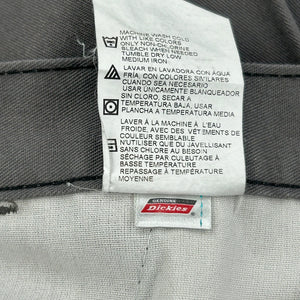 MACHINE WASH COLD
WITH LIKE COLORS
ONLY NON-CHLORINE
BLEACH WHEN NEEDED
TUMBLE DRY LOW
MEDIUM IRON.
LAVAR EN LAVADORA CON AGUA
FRÍA, CON COLORES SIMILARES
CUANDO SEA NECESARIO
USAR ÚNICAMENTE BLANQUEADOR
SIN CLORO, SECAR A
TEMPERATURA BAJA, USAR
PLANCHA A TEMPERATURA MEDIA
LAVER À LA MACHINE À L'EAU
FROIDE, AVEC DES VÊTEMENTS DE
COULEUR SEMBLABLE
N'UTILISER QUE DU JAVELLISANT
SANS CHLORE AU BESOIN
SÉCHAGE PAR CULBUTAGE À
BASSE TEMPÉRATURE
REPASSAGE À TEMPÉRATURE
MOYENNE
GENUINE
Dickies